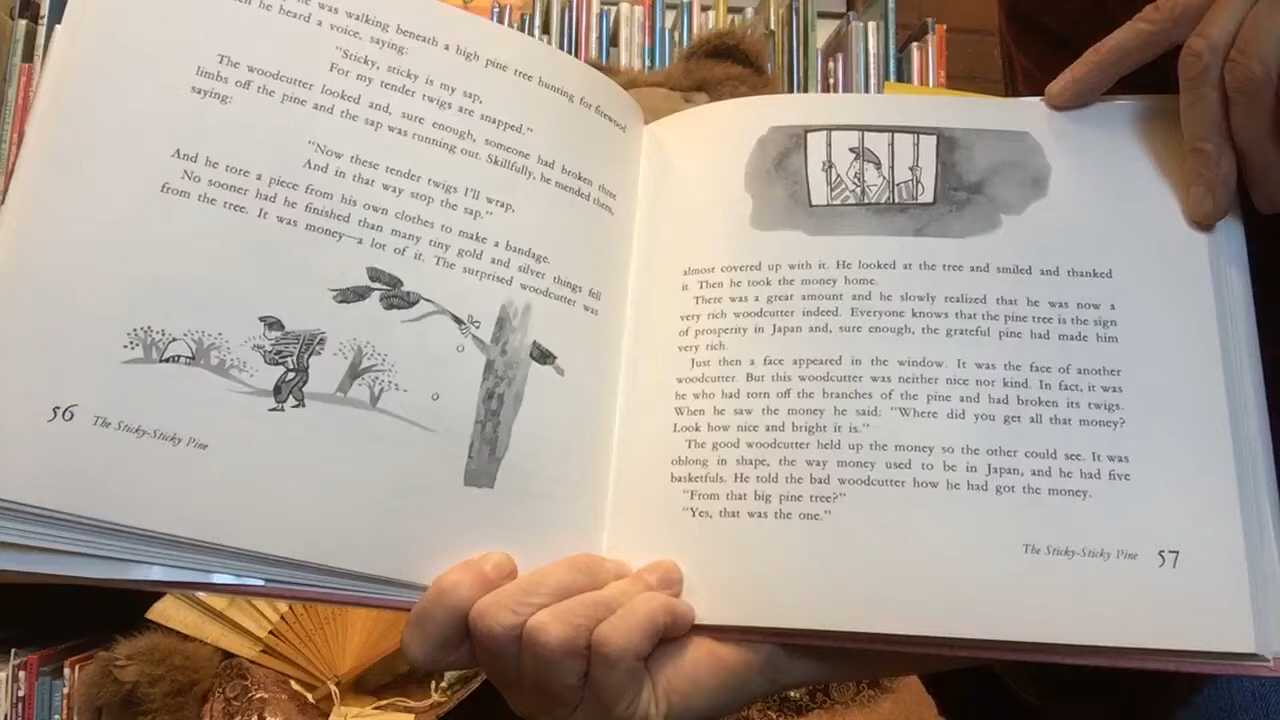 he was walking beneath a high pine tree hunting for firewood
he heard a voice, saying:
"Sticky, sticky is my sap,
For my tender twigs are snapped."
The woodcutter looked and, sure enough, someone had broken three
limbs off the pine and the sap was running out. Skillfully, he mended them,
saying:
"Now these tender twigs I'll wrap,
And in that way stop the sap."
And he tore a piece from his own clothes to make a bandage.
No sooner had he finished than many tiny gold and silver things fell
from the tree. It was money—a lot of it. The surprised woodcutter was
56 The Sticky-Sticky Pine
almost covered up with it. He looked at the tree and smiled and thanked
it. Then he took the money home.
There was a great amount and he slowly realized that he was now a
very rich woodcutter indeed. Everyone knows that the pine tree is the sign
of prosperity in Japan and, sure enough, the grateful pine had made him
very rich.
Just then a face appeared in the window. It was the face of another
woodcutter. But this woodcutter was neither nice nor kind. In fact, it was
he who had torn off the branches of the pine and had broken its twigs.
When he saw the money he said: "Where did you get all that money?
Look how nice and bright it is."
The good woodcutter held up the money so the other could see. It was
oblong in shape, the way money used to be in Japan, and he had five
basketfuls. He told the bad woodcutter how he had got the money.
"From that big pine tree?"
"Yes, that was the one."
The Sticky-Sticky Pine 57